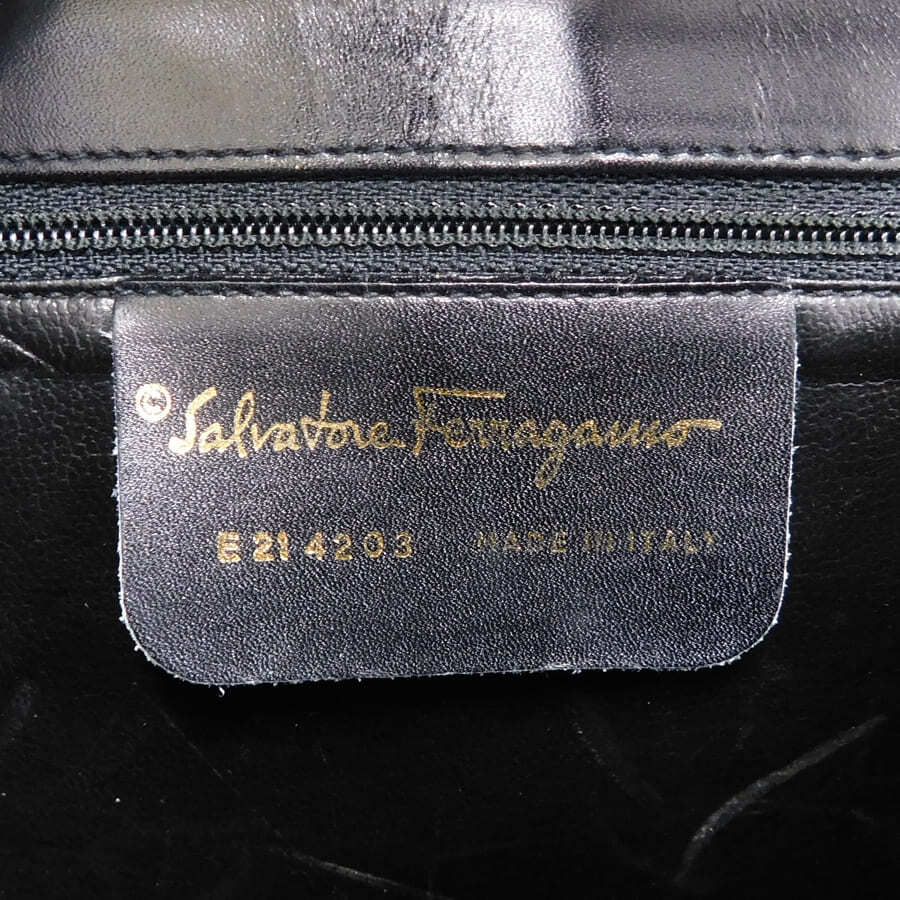 © Salvatore Ferragamo
E21 4203 MADE IN ITALY